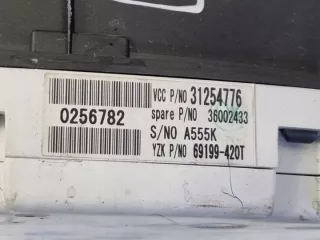 VCC P/NO 31254776
0256782
spare P/NO 36002433
S/NO A555K
YZK P/NO 69199-420T